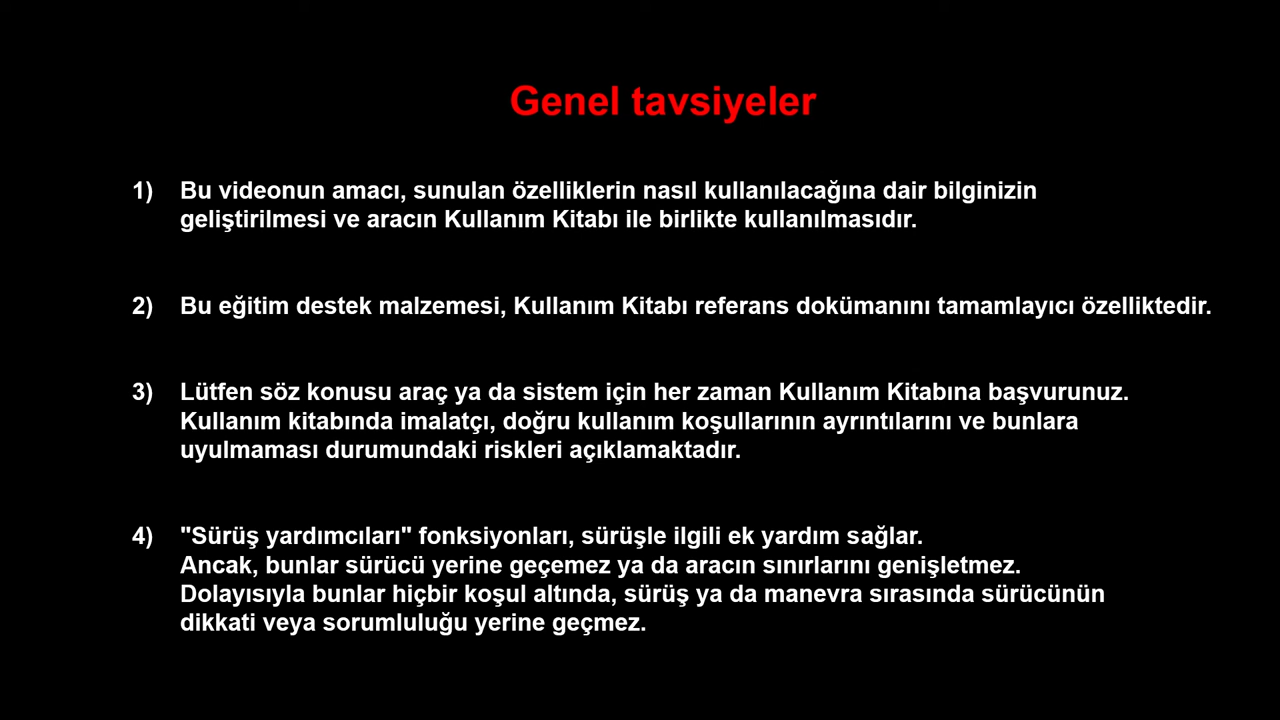 Genel tavsiyeler
1) Bu videonun amacı, sunulan özelliklerin nasıl kullanılacağına dair bilginizin
geliştirilmesi ve aracın Kullanım Kitabı ile birlikte kullanılmasıdır.
2) Bu eğitim destek malzemesi, Kullanım Kitabı referans dokümanını tamamlayıcı özelliktedir.
3) Lütfen söz konusu araç ya da sistem için her zaman Kullanım Kitabına başvurunuz.
Kullanım kitabında imalatçı, doğru kullanım koşullarının ayrıntılarını ve bunlara
uyulmaması durumundaki riskleri açıklamaktadır.
4) "Sürüş yardımcıları" fonksiyonları, sürüşle ilgili ek yardım sağlar.
Ancak, bunlar sürücü yerine geçemez ya da aracın sınırlarını genişletmez.
Dolayısıyla bunlar hiçbir koşul altında, sürüş ya da manevra sırasında sürücünün
dikkati veya sorumluluğu yerine geçmez.